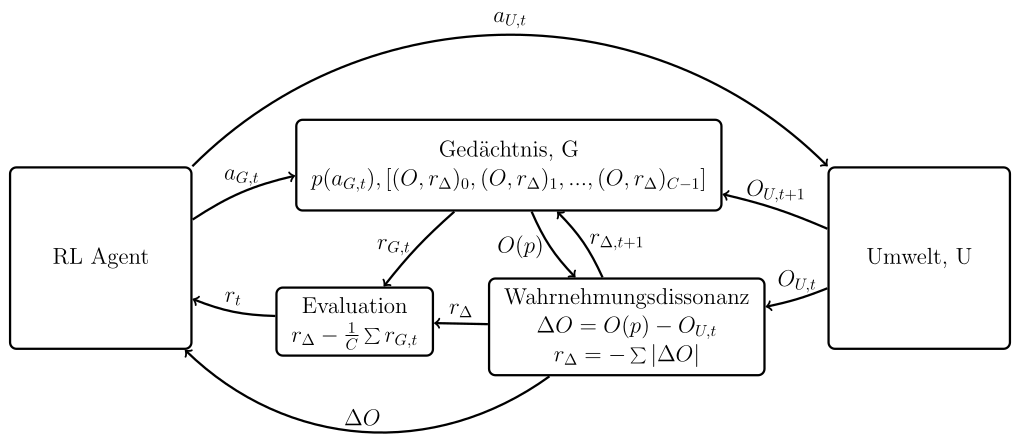 a_{U,t}
Gedächtnis, G
p(a_{G,t}), [(O, r_Δ)_0, (O, r_Δ)_1, ..., (O, r_Δ)_{C−1}]
a_{G,t}
O_{U,t+1}
RL Agent
r_{G,t}
O(p)
r_{Δ,t+1}
Umwelt, U
O_{U,t}
r_t
Evaluation
r_Δ − \frac{1}{C} ∑ r_{G,t}
r_Δ
Wahrnehmungsdissonanz
ΔO = O(p) − O_{U,t}
r_Δ = − ∑ |ΔO|
ΔO